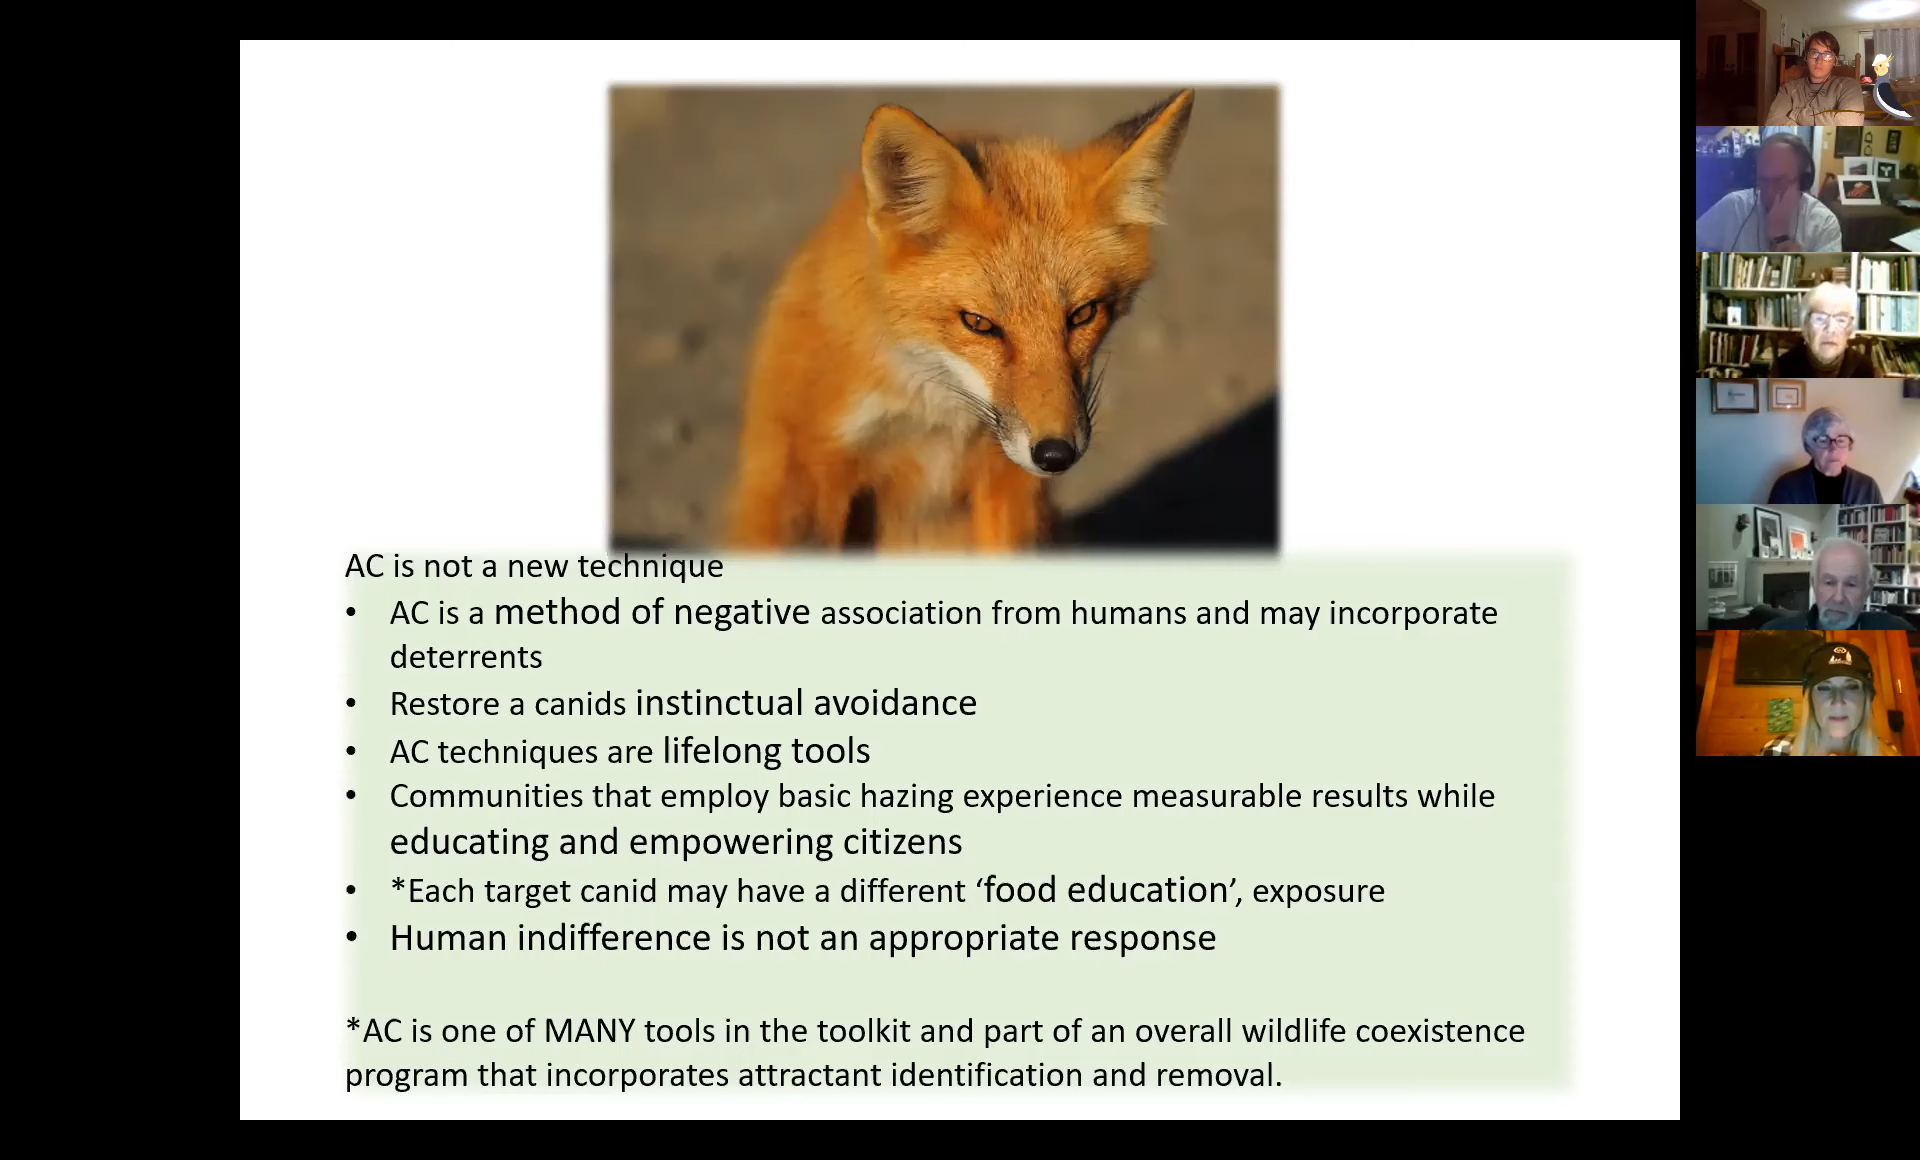 AC is not a new technique
• AC is a method of negative association from humans and may incorporate
deterrents
• Restore a canids instinctual avoidance
• AC techniques are lifelong tools
• Communities that employ basic hazing experience measurable results while
educating and empowering citizens
• *Each target canid may have a different ‘food education’, exposure
• Human indifference is not an appropriate response
*AC is one of MANY tools in the toolkit and part of an overall wildlife coexistence
program that incorporates attractant identification and removal.